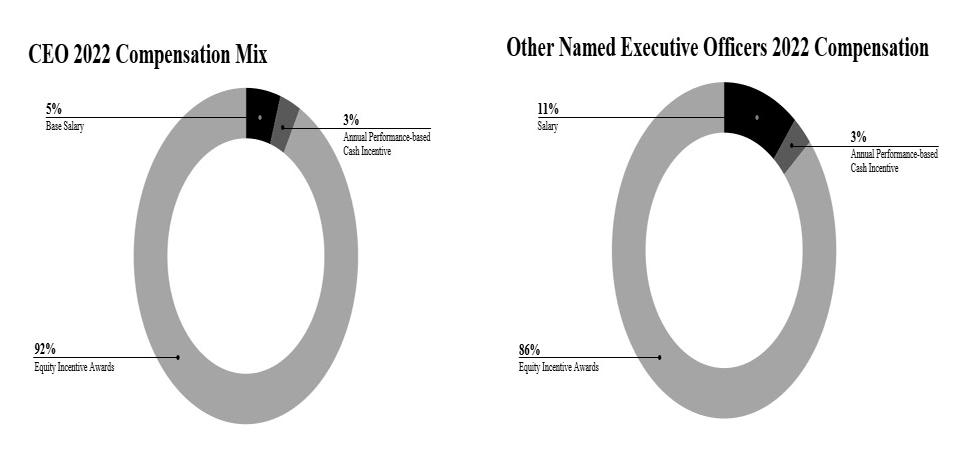 CEO 2022 Compensation Mix
5%
Base Salary
3%
Annual Performance-based
Cash Incentive
92%
Equity Incentive Awards
Other Named Executive Officers 2022 Compensation
11%
Salary
3%
Annual Performance-based
Cash Incentive
86%
Equity Incentive Awards